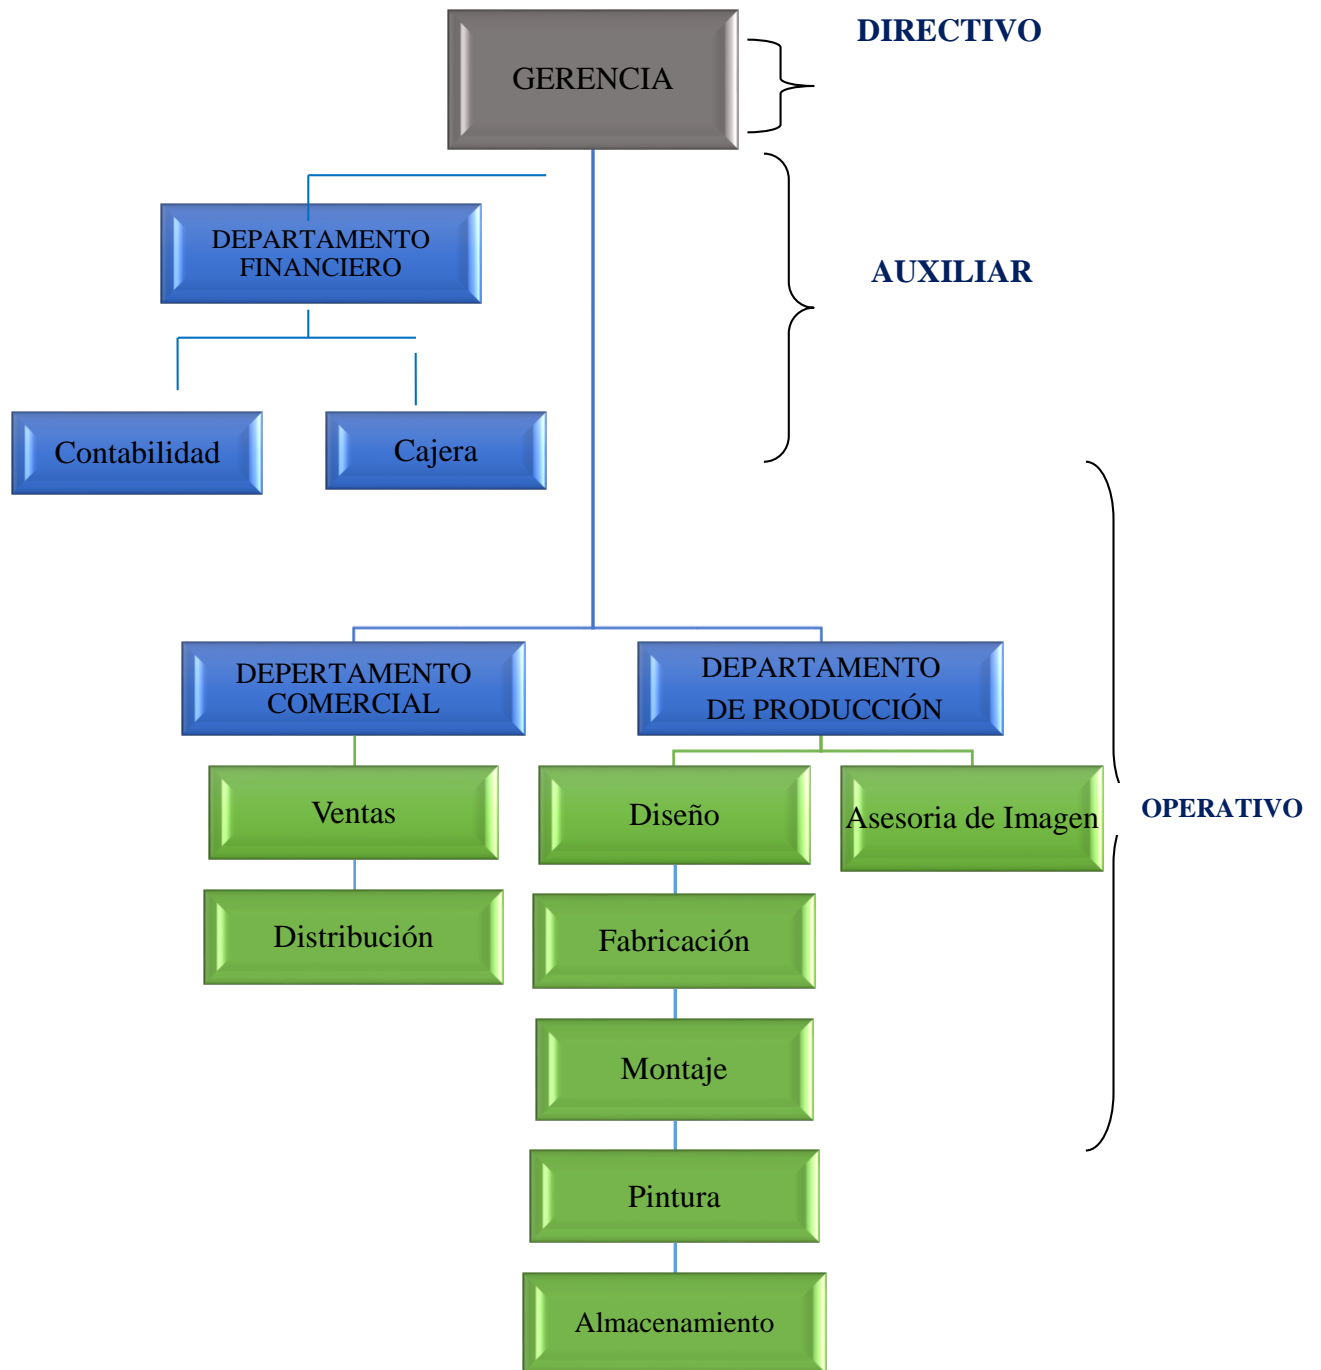 DIRECTIVO
GERENCIA
DEPARTAMENTO
FINANCIERO
AUXILIAR
Contabilidad
Cajera
DEPERTAMENTO
COMERCIAL
DEPARTAMENTO
DE PRODUCCIÓN
Ventas
Diseño
Asesoria de Imagen
OPERATIVO
Distribución
Fabricación
Montaje
Pintura
Almacenamiento